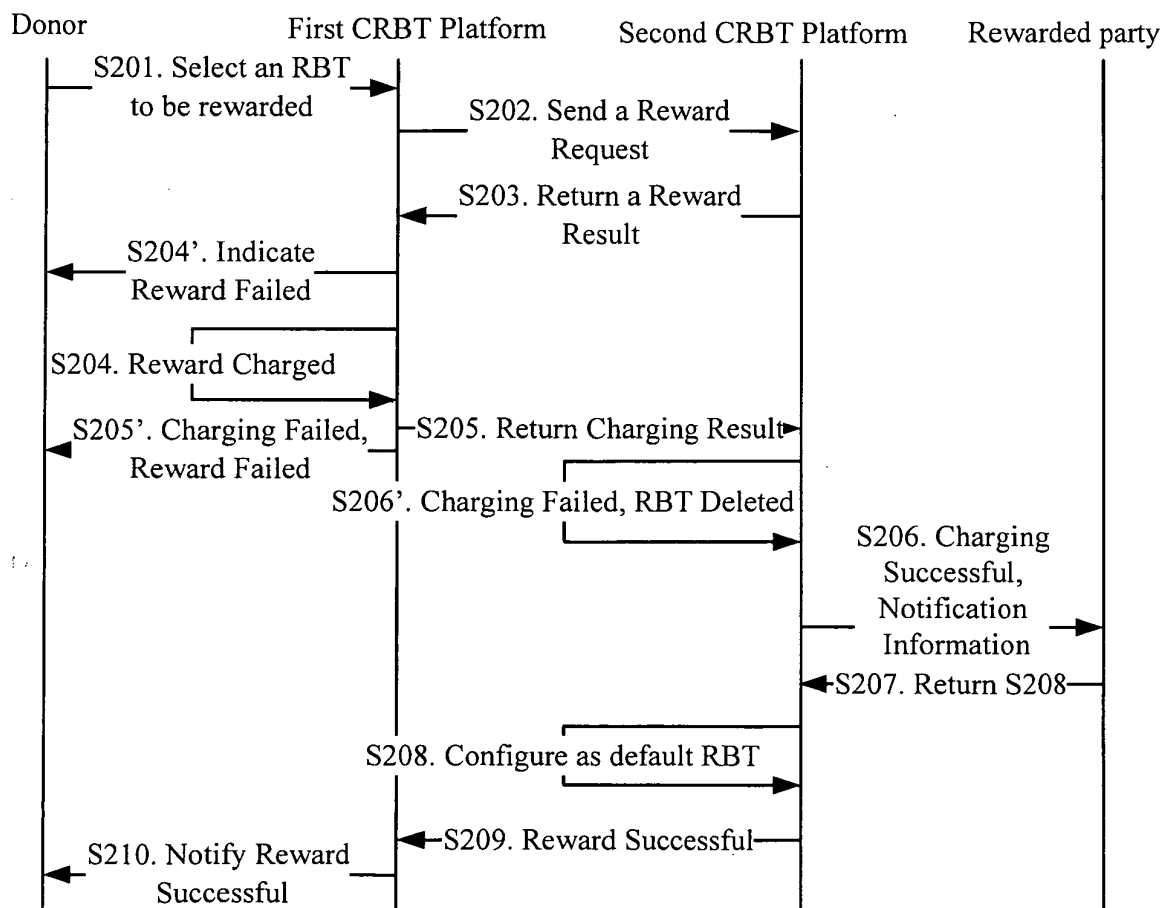 Donor
First CRBT Platform
Second CRBT Platform
Rewarded party
S201. Select an RBT
to be rewarded
S202. Send a Reward
Request
S203. Return a Reward
Result
S204’. Indicate
Reward Failed
S204. Reward Charged
S205’. Charging Failed,
Reward Failed
S205. Return Charging Result
S206’. Charging Failed, RBT Deleted
S206. Charging
Successful,
Notification
Information
S207. Return S208
S208. Configure as default RBT
S209. Reward Successful
S210. Notify Reward
Successful